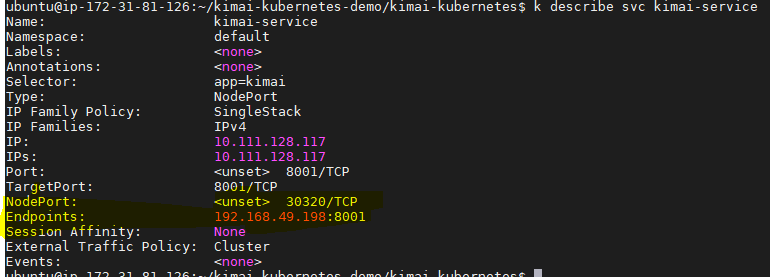 ubuntu@ip-172-31-81-126:~/kimai-kubernetes-demo/kimai-kubernetes$ k describe svc kimai-service
Name: kimai-service
Namespace: default
Labels: <none>
Annotations: <none>
Selector: app=kimai
Type: NodePort
IP Family Policy: SingleStack
IP Families: IPv4
IP: 10.111.128.117
IPs: 10.111.128.117
Port: <unset> 8001/TCP
TargetPort: 8001/TCP
NodePort: <unset> 30320/TCP
Endpoints: 192.168.49.198:8001
Session Affinity: None
External Traffic Policy: Cluster
Events: <none>
ubuntu@ip-172-31-81-126:~/kimai-kubernetes-demo/kimai-kubernetes$